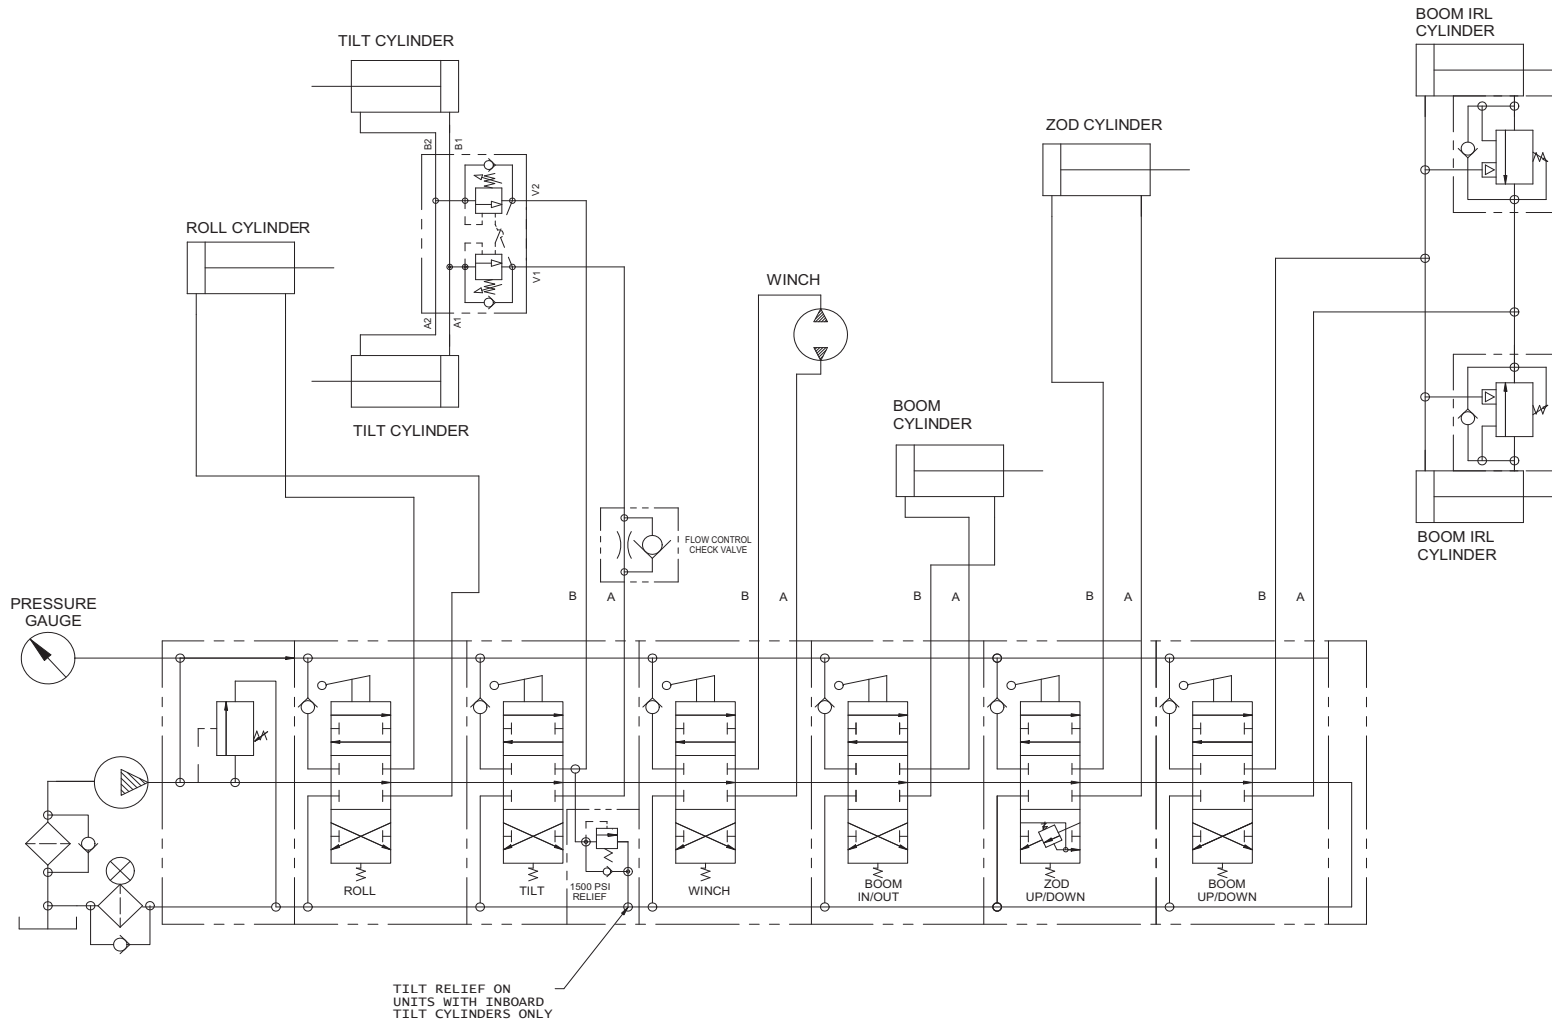 BOOM IRL
CYLINDER
TILT CYLINDER
ZOD CYLINDER
B2
B1
V2
ROLL CYLINDER
V1
WINCH
A2
A1
BOOM
CYLINDER
TILT CYLINDER
BOOM IRL
CYLINDER
FLOW CONTROL
CHECK VALVE
PRESSURE
GAUGE
B
A
B
A
B
A
B
A
B
A
ROLL
TILT
1500 PSI
RELIEF
WINCH
BOOM
IN/OUT
ZOD
UP/DOWN
BOOM
UP/DOWN
TILT RELIEF ON
UNITS WITH INBOARD
TILT CYLINDERS ONLY